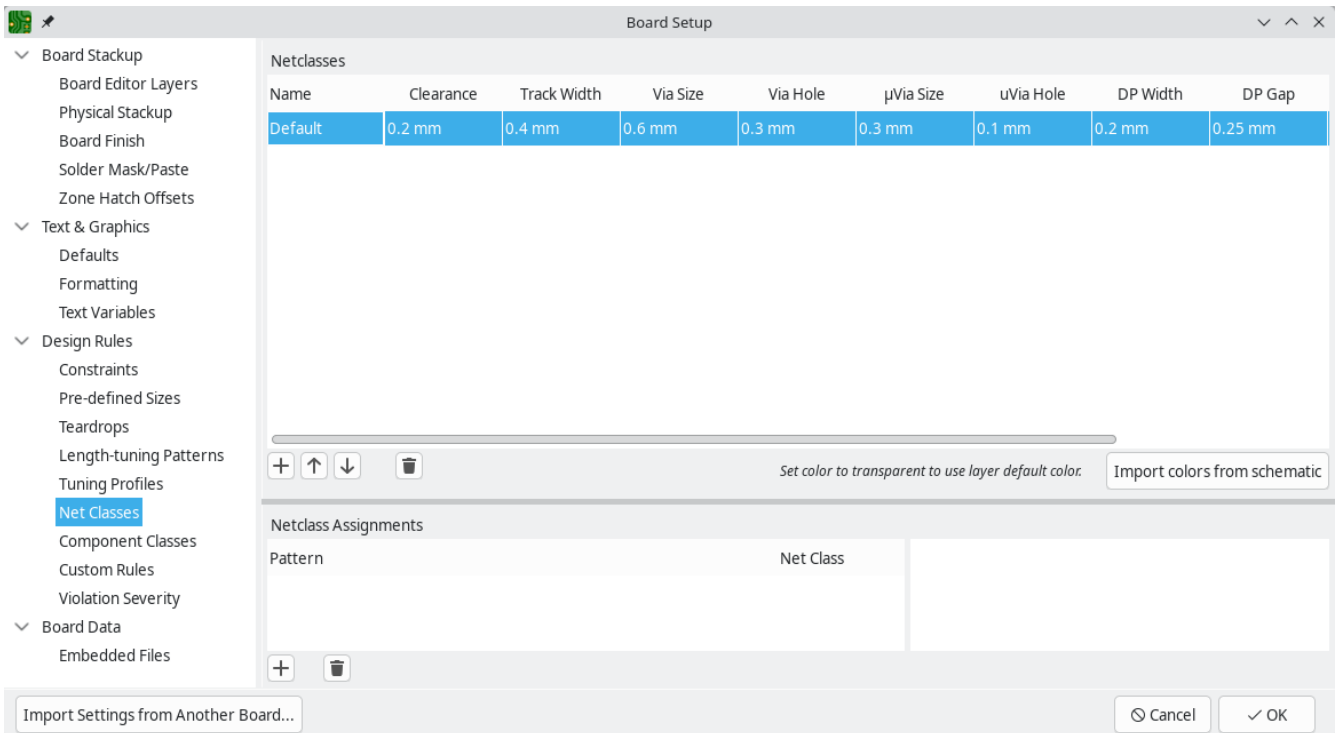 Board Setup
Board Stackup
Board Editor Layers
Physical Stackup
Board Finish
Solder Mask/Paste
Zone Hatch Offsets
Text & Graphics
Defaults
Formatting
Text Variables
Design Rules
Constraints
Pre-defined Sizes
Teardrops
Length-tuning Patterns
Tuning Profiles
Net Classes
Component Classes
Custom Rules
Violation Severity
Board Data
Embedded Files
Netclasses
Name Clearance Track Width Via Size Via Hole µVia Size uVia Hole DP Width DP Gap
Default 0.2 mm 0.4 mm 0.6 mm 0.3 mm 0.3 mm 0.1 mm 0.2 mm 0.25 mm
Set color to transparent to use layer default color. Import colors from schematic
Netclass Assignments
Pattern Net Class
Import Settings from Another Board... Cancel OK